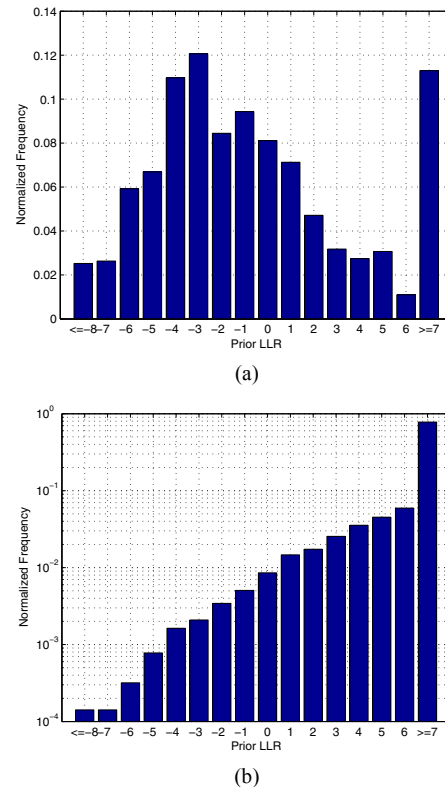 0.14
0.12
0.1
0.08
0.06
0.04
0.02
0
Normalized Frequency
<=-8 -7 -6 -5 -4 -3 -2 -1 0 1 2 3 4 5 6 >=7
Prior LLR
(a)
10^0
10^-1
10^-2
10^-3
10^-4
Normalized Frequency
<=-8 -7 -6 -5 -4 -3 -2 -1 0 1 2 3 4 5 6 >=7
Prior LLR
(b)